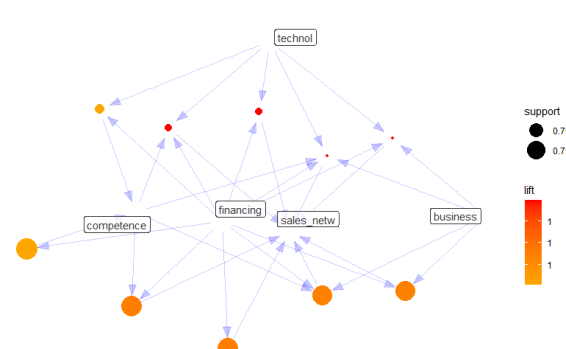 technol
support
0.7
0.7
lift
financing
sales_netw
business
competence
1
1
1